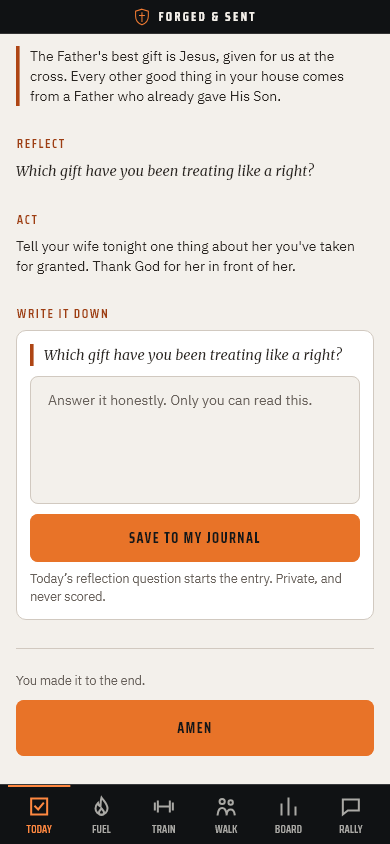 FORGED & SENT
The Father's best gift is Jesus, given for us at the
cross. Every other good thing in your house comes
from a Father who already gave His Son.
REFLECT
Which gift have you been treating like a right?
ACT
Tell your wife tonight one thing about her you've taken
for granted. Thank God for her in front of her.
WRITE IT DOWN
Which gift have you been treating like a right?
Answer it honestly. Only you can read this.
SAVE TO MY JOURNAL
Today's reflection question starts the entry. Private, and
never scored.
You made it to the end.
AMEN
TODAY FUEL TRAIN WALK BOARD RALLY